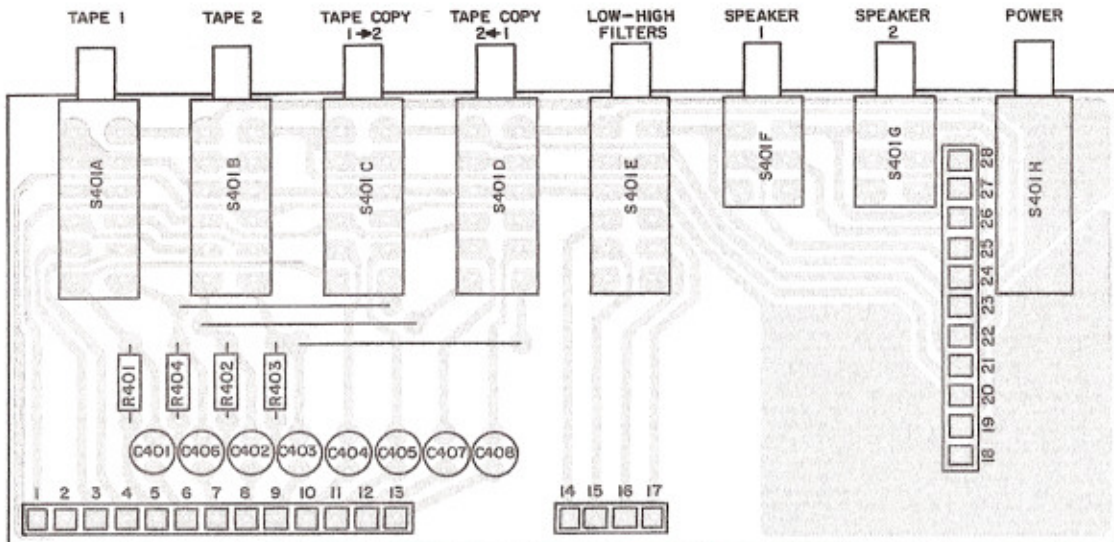 TAPE 1
TAPE 2
TAPE COPY
1→2
TAPE COPY
2←1
LOW-HIGH
FILTERS
SPEAKER
1
SPEAKER
2
POWER
S401A
S401B
S401C
S401D
S401E
S401F
S401G
S401H
28
27
26
25
24
23
22
21
20
19
18
R401
R404
R402
R403
C401
C406
C402
C403
C404
C405
C407
C408
1 2 3 4 5 6 7 8 9 10 11 12 13
14 15 16 17